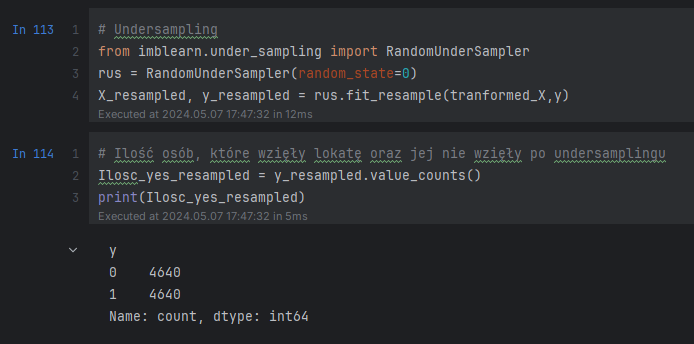 In 113
1 # Undersampling
2 from imblearn.under_sampling import RandomUnderSampler
3 rus = RandomUnderSampler(random_state=0)
4 X_resampled, y_resampled = rus.fit_resample(tranformed_X,y)
Executed at 2024.05.07 17:47:32 in 12ms
In 114
1 # Ilość osób, które wzięły lokatę oraz jej nie wzięły po undersamplingu
2 Ilosc_yes_resampled = y_resampled.value_counts()
3 print(Ilosc_yes_resampled)
Executed at 2024.05.07 17:47:32 in 5ms
y
0 4640
1 4640
Name: count, dtype: int64